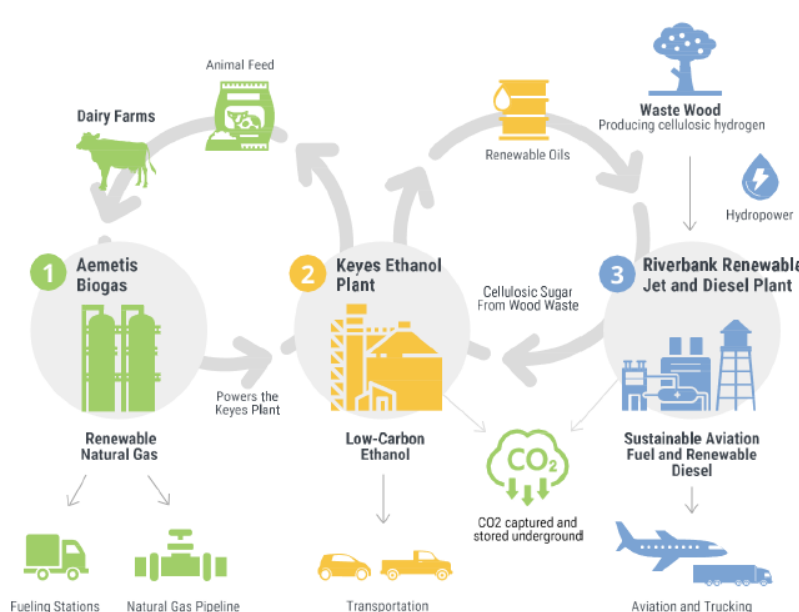 Animal Feed
Dairy Farms
Renewable Oils
Waste Wood
Producing cellulosic hydrogen
Hydropower
1
Aemetis
Biogas
2
Keyes Ethanol
Plant
3
Riverbank Renewable
Jet and Diesel Plant
Cellulosic Sugar
From Wood Waste
Powers the
Keyes Plant
Renewable
Natural Gas
Low-Carbon
Ethanol
CO2
CO2 captured and
stored underground
Sustainable Aviation
Fuel and Renewable
Diesel
Fueling Stations
Natural Gas Pipeline
Transportation
Aviation and Trucking